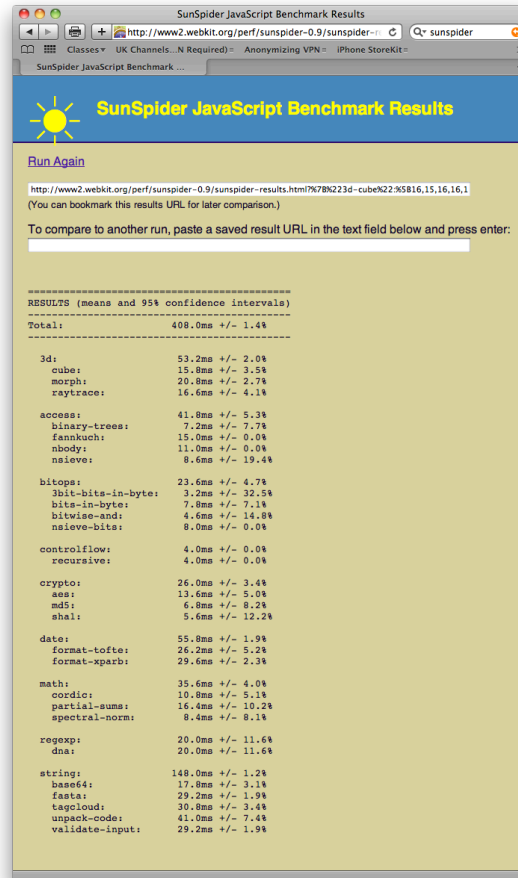 SunSpider JavaScript Benchmark Results
http://www2.webkit.org/perf/sunspider-0.9/sunspider-r
sunspider
Classes UK Channels...N Required) Anonymizing VPN iPhone StoreKit
SunSpider JavaScript Benchmark ...
SunSpider JavaScript Benchmark Results
Run Again
http://www2.webkit.org/perf/sunspider-0.9/sunspider-results.html?%7B%223d-cube%22:%5B16,15,16,16,1
(You can bookmark this results URL for later comparison.)
To compare to another run, paste a saved result URL in the text field below and press enter:
============================================
RESULTS (means and 95% confidence intervals)
--------------------------------------------
Total: 408.0ms +/- 1.4%
--------------------------------------------
3d: 53.2ms +/- 2.0%
cube: 15.8ms +/- 3.5%
morph: 20.8ms +/- 2.7%
raytrace: 16.6ms +/- 4.1%
access: 41.8ms +/- 5.3%
binary-trees: 7.2ms +/- 7.7%
fannkuch: 15.0ms +/- 0.0%
nbody: 11.0ms +/- 0.0%
nsieve: 8.6ms +/- 19.4%
bitops: 23.6ms +/- 4.7%
3bit-bits-in-byte: 3.2ms +/- 32.5%
bits-in-byte: 7.8ms +/- 7.1%
bitwise-and: 4.6ms +/- 14.8%
nsieve-bits: 8.0ms +/- 0.0%
controlflow: 4.0ms +/- 0.0%
recursive: 4.0ms +/- 0.0%
crypto: 26.0ms +/- 3.4%
aes: 13.6ms +/- 5.0%
md5: 6.8ms +/- 8.2%
sha1: 5.6ms +/- 12.2%
date: 55.8ms +/- 1.9%
format-tofte: 26.2ms +/- 5.2%
format-xparb: 29.6ms +/- 2.3%
math: 35.6ms +/- 4.0%
cordic: 10.8ms +/- 5.1%
partial-sums: 16.4ms +/- 10.2%
spectral-norm: 8.4ms +/- 8.1%
regexp: 20.0ms +/- 11.6%
dna: 20.0ms +/- 11.6%
string: 148.0ms +/- 1.2%
base64: 17.8ms +/- 3.1%
fasta: 29.2ms +/- 1.9%
tagcloud: 30.8ms +/- 3.4%
unpack-code: 41.0ms +/- 7.4%
validate-input: 29.2ms +/- 1.9%